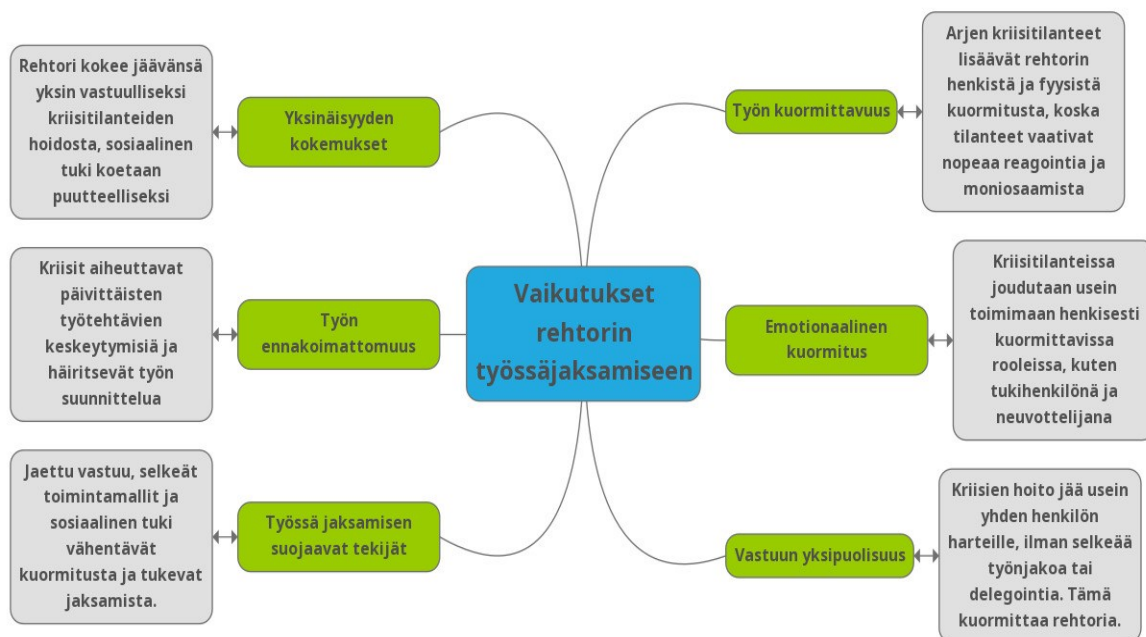 Rehtori kokee jäävänsä
yksin vastuulliseksi
kriisitilanteiden
hoidosta, sosiaalinen
tuki koetaan
puutteelliseksi
Yksinäisyyden
kokemukset
Työn kuormittavuus
Arjen kriisitilanteet
lisäävät rehtorin
henkistä ja fyysistä
kuormitusta, koska
tilanteet vaativat
nopeaa reagointia ja
moniosaamista
Kriisit aiheuttavat
päivittäisten
työtehtävien
keskeytymisiä ja
häiritsevät työn
suunnittelua
Työn
ennakoimattomuus
Vaikutukset
rehtorin
työssäjaksamiseen
Emotionaalinen
kuormitus
Kriisitilanteissa
joudutaan usein
toimimaan henkisesti
kuormittavissa
rooleissa, kuten
tukihenkilönä ja
neuvottelijana
Jaettu vastuu, selkeät
toimintamallit ja
sosiaalinen tuki
vähentävät
kuormitusta ja tukevat
jaksamista.
Työssä jaksamisen
suojaavat tekijät
Vastuun yksipuolisuus
Kriisien hoito jää usein
yhden henkilön
harteille, ilman selkeää
työnjakoa tai
delegointia. Tämä
kuormittaa rehtoria.